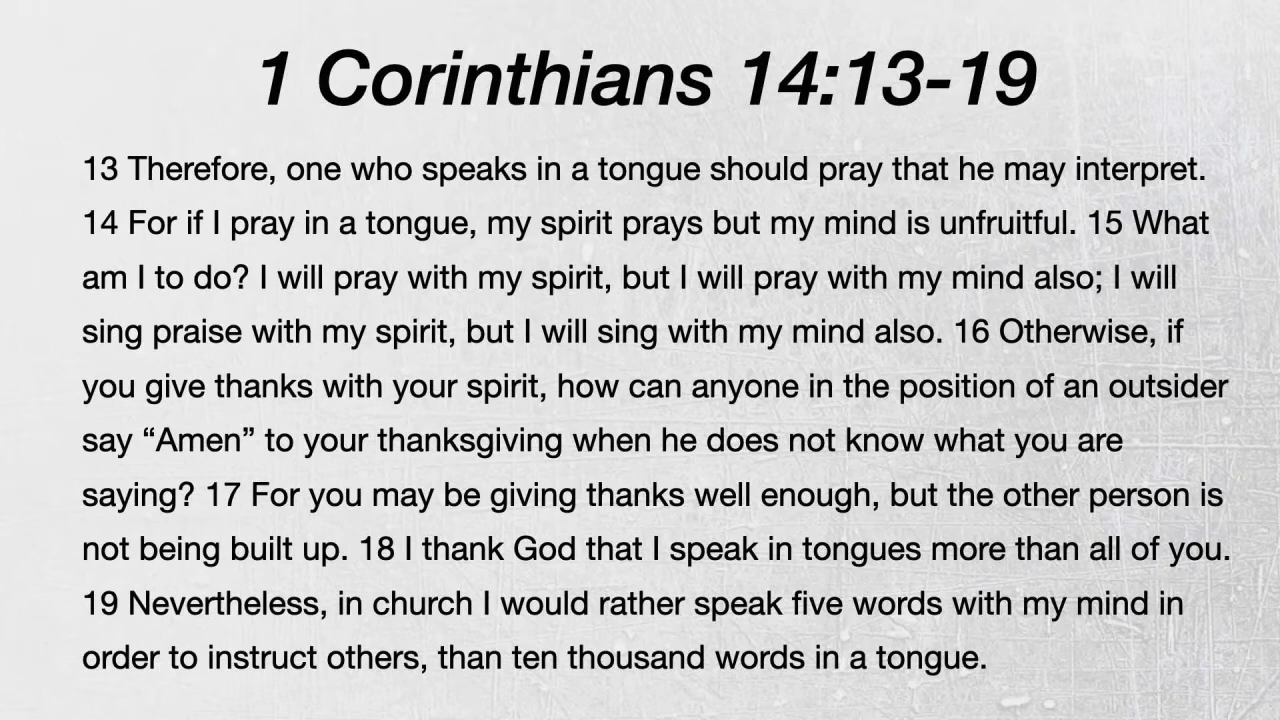 1 Corinthians 14:13-19
13 Therefore, one who speaks in a tongue should pray that he may interpret.
14 For if I pray in a tongue, my spirit prays but my mind is unfruitful. 15 What
am I to do? I will pray with my spirit, but I will pray with my mind also; I will
sing praise with my spirit, but I will sing with my mind also. 16 Otherwise, if
you give thanks with your spirit, how can anyone in the position of an outsider
say “Amen” to your thanksgiving when he does not know what you are
saying? 17 For you may be giving thanks well enough, but the other person is
not being built up. 18 I thank God that I speak in tongues more than all of you.
19 Nevertheless, in church I would rather speak five words with my mind in
order to instruct others, than ten thousand words in a tongue.